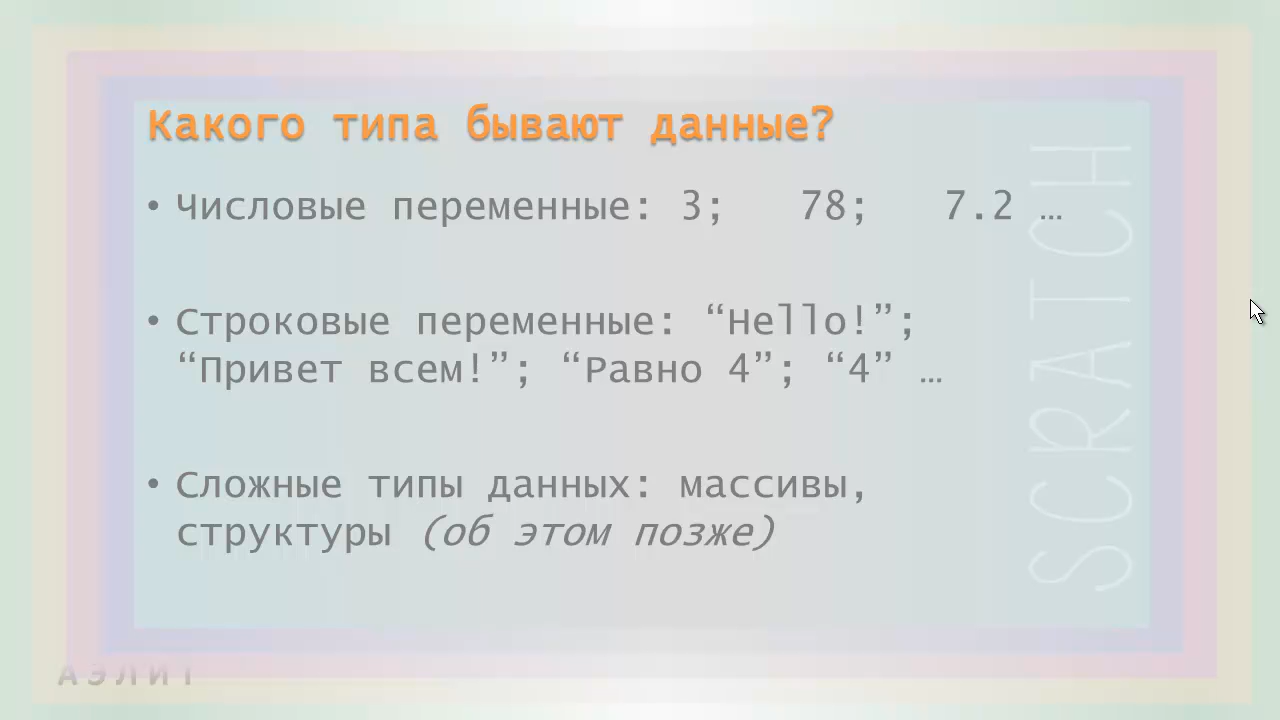 Какого типа бывают данные?
• Числовые переменные: 3; 78; 7.2 …
• Строковые переменные: “Hello!”;
“Привет всем!”; “Равно 4”; “4” …
• Сложные типы данных: массивы,
структуры (об этом позже)
SCRATCH
АЭЛИТ